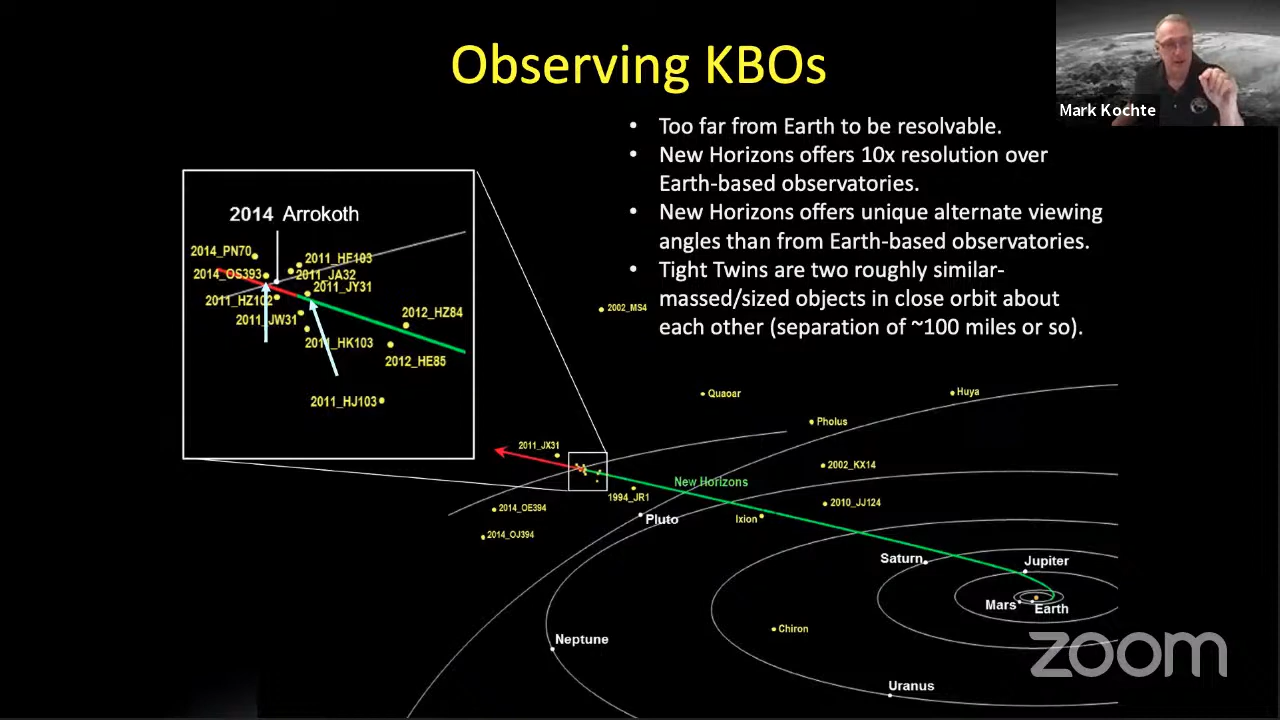 Observing KBOs
Mark Kochte
• Too far from Earth to be resolvable.
• New Horizons offers 10x resolution over
Earth-based observatories.
• New Horizons offers unique alternate viewing
angles than from Earth-based observatories.
• Tight Twins are two roughly similar-
massed/sized objects in close orbit about
each other (separation of ~100 miles or so).
2014 Arrokoth
2014_PN70
2011_HF103
2014_OS393
2011_JA32
2011_JY31
2011_HZ102
2011_JW31
2012_HZ84
2011_HK103
2012_HE85
2011_HJ103
2002_MS4
Quaoar
Huya
Pholus
2011_JX31
2002_KX14
New Horizons
1994_JR1
2010_JJ124
2014_OE394
Pluto
Ixion
2014_OJ394
Saturn
Jupiter
Mars
Earth
Chiron
Neptune
Uranus
zoom